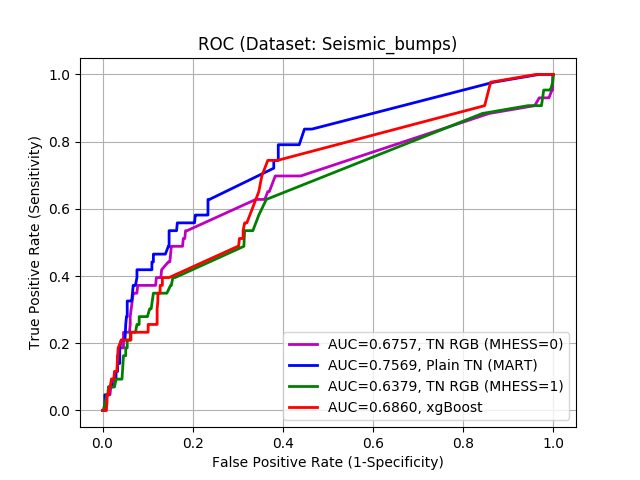 ROC (Dataset: Seismic_bumps)
True Positive Rate (Sensitivity)
1.0
0.8
0.6
0.4
0.2
0.0
AUC=0.6757, TN RGB (MHESS=0)
AUC=0.7569, Plain TN (MART)
AUC=0.6379, TN RGB (MHESS=1)
AUC=0.6860, xgBoost
0.0 0.2 0.4 0.6 0.8 1.0
False Positive Rate (1-Specificity)